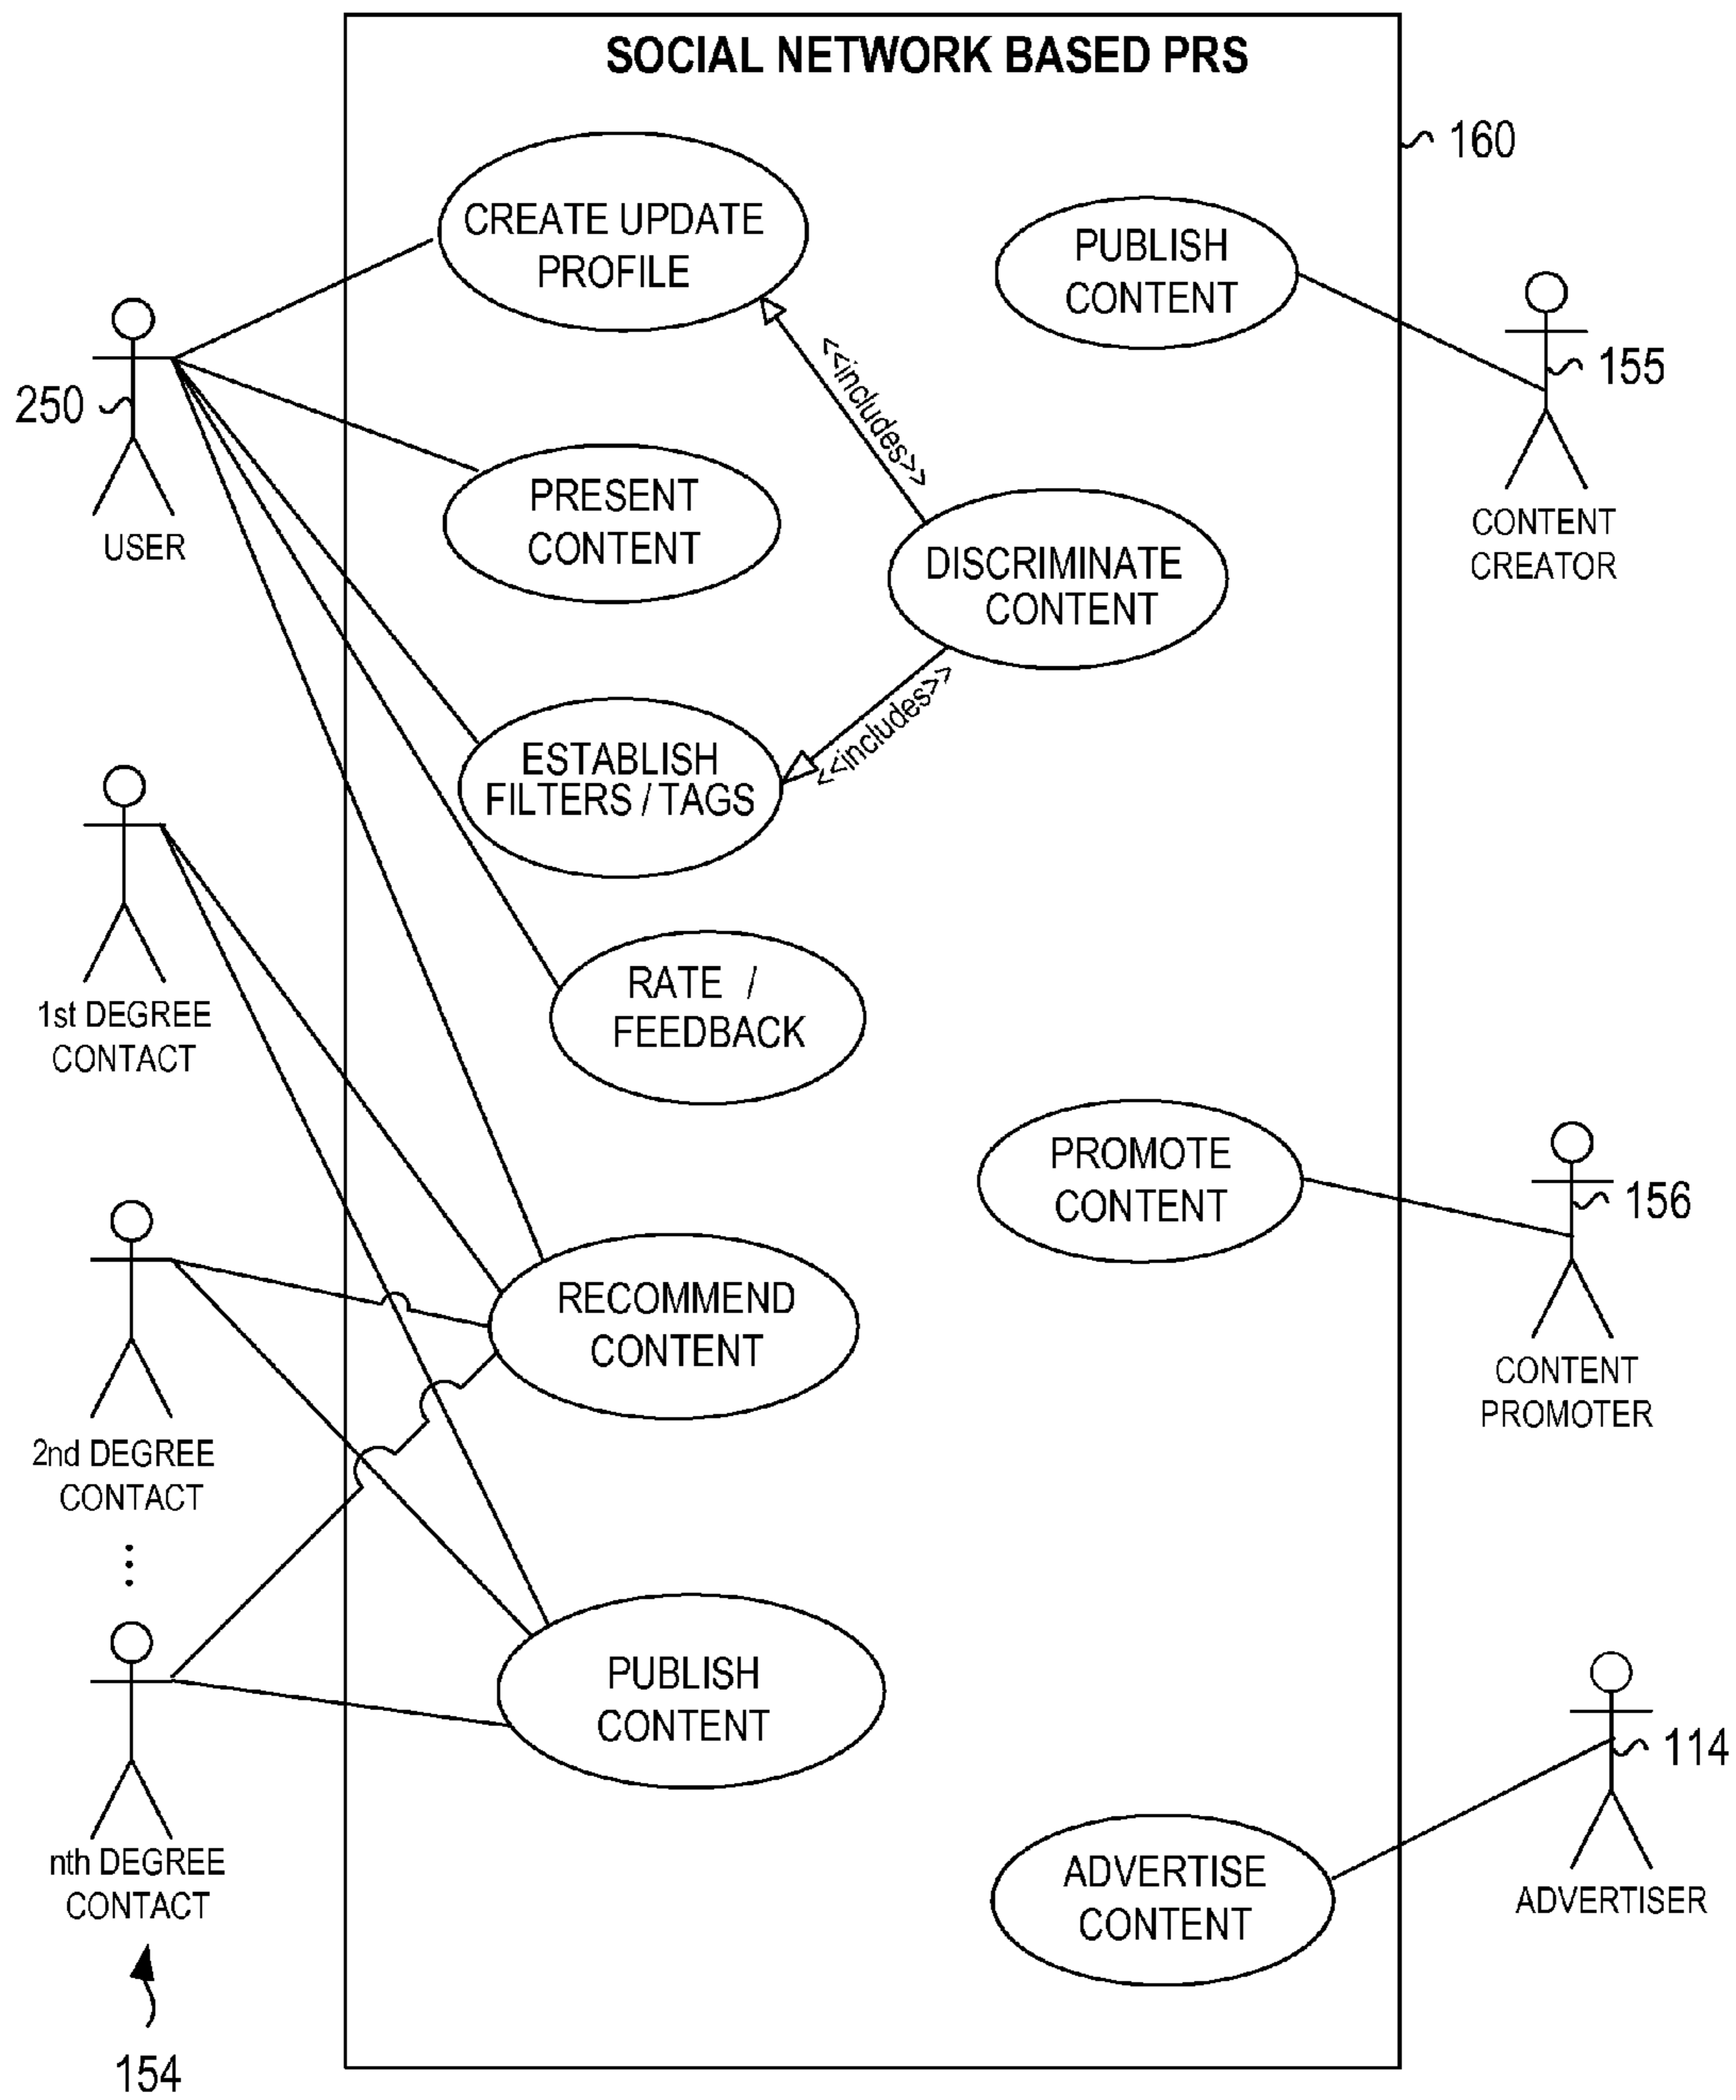 SOCIAL NETWORK BASED PRS
160
CREATE UPDATE
PROFILE
PUBLISH
CONTENT
155
250
<<includes>>
USER
PRESENT
CONTENT
CONTENT
CREATOR
DISCRIMINATE
CONTENT
<<includes>>
ESTABLISH
FILTERS / TAGS
1st DEGREE
CONTACT
RATE /
FEEDBACK
PROMOTE
CONTENT
156
RECOMMEND
CONTENT
CONTENT
PROMOTER
2nd DEGREE
CONTACT
...
PUBLISH
CONTENT
114
nth DEGREE
CONTACT
ADVERTISE
CONTENT
ADVERTISER
154